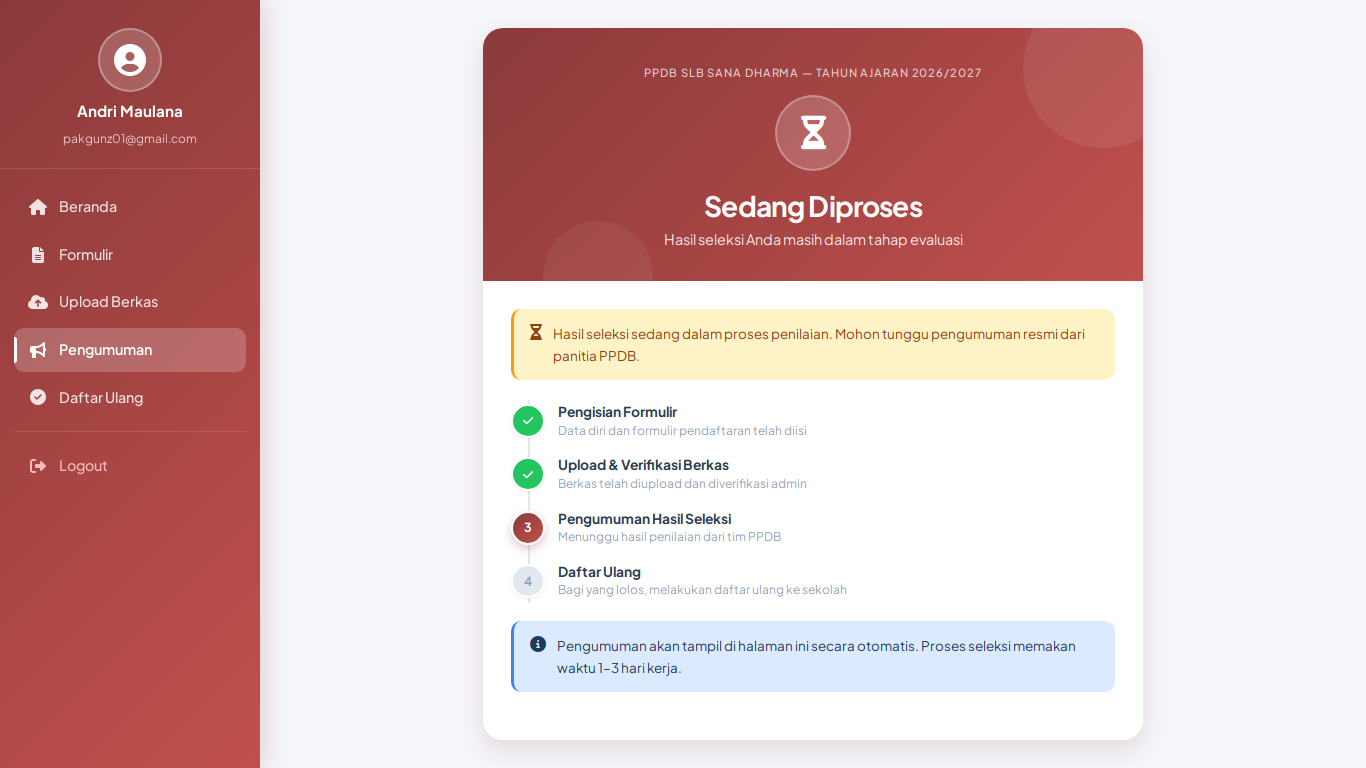 Andri Maulana
pakgunz01@gmail.com
Beranda
Formulir
Upload Berkas
Pengumuman
Daftar Ulang
Logout
PPDB SLB SANA DHARMA — TAHUN AJARAN 2026/2027
Sedang Diproses
Hasil seleksi Anda masih dalam tahap evaluasi
Hasil seleksi sedang dalam proses penilaian. Mohon tunggu pengumuman resmi dari
panitia PPDB.
Pengisian Formulir
Data diri dan formulir pendaftaran telah diisi
Upload & Verifikasi Berkas
Berkas telah diupload dan diverifikasi admin
3
Pengumuman Hasil Seleksi
Menunggu hasil penilaian dari tim PPDB
4
Daftar Ulang
Bagi yang lolos, melakukan daftar ulang ke sekolah
Pengumuman akan tampil di halaman ini secara otomatis. Proses seleksi memakan
waktu 1–3 hari kerja.